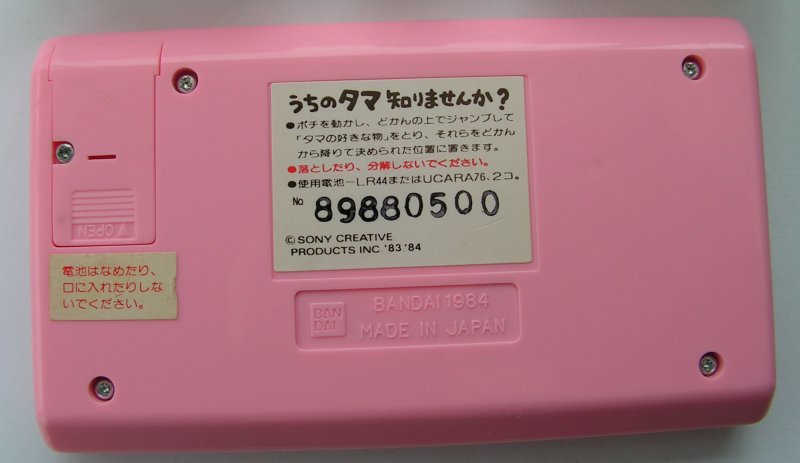 うちのタマ知りませんか?
●ポチを動かし、どかんの上でジャンプして
「タマの好きな物」をとり、それらをどかん
から降りて決められた位置に置きます。
●落としたり、分解しないでください。
●使用電池ーLR44またはUCARA76、2コ。
No 89880500
©SONY CREATIVE
PRODUCTS INC. '83 '84
▽OPEN
電池はなめたり、
口に入れたりしな
いでください。
BAN
DAI
BANDAI 1984
MADE IN JAPAN